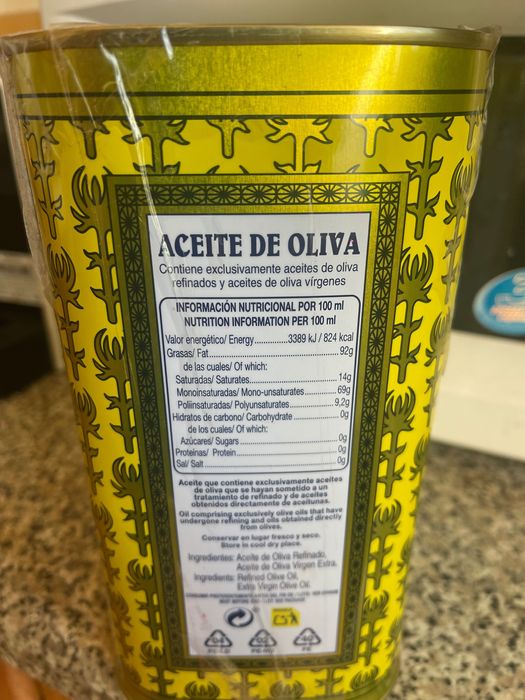 ACEITE DE OLIVA
Contiene exclusivamente aceites de oliva
refinados y aceites de oliva vírgenes
INFORMACIÓN NUTRICIONAL POR 100 ml
NUTRITION INFORMATION PER 100 ml
Valor energético/ Energy..............3389 kJ / 824 kcal
Grasas/ Fat..............92g
de las cuales/ Of which:
Saturadas/ Saturates..............14g
Monoinsaturadas/ Mono-unsaturates..............69g
Poliinsaturadas/ Polyunsaturates..............9,2g
Hidratos de carbono/ Carbohydrate..............0g
de los cuales/ Of which:
Azúcares/ Sugars..............0g
Proteínas/ Protein..............0g
Sal/ Salt..............0g
Aceite que contiene exclusivamente aceites
de oliva que se hayan sometido a un
tratamiento de refinado y de aceites
obtenidos directamente de aceitunas.
Oil comprising exclusively olive oils that have
undergone refining and oils obtained directly
from olives.
Conservar en lugar fresco y seco.
Store in cool dry place.
Ingredientes: Aceite de Oliva Refinado,
Aceite de Oliva Virgen Extra.
Ingredients: Refined Olive Oil,
Extra Virgin Olive Oil.